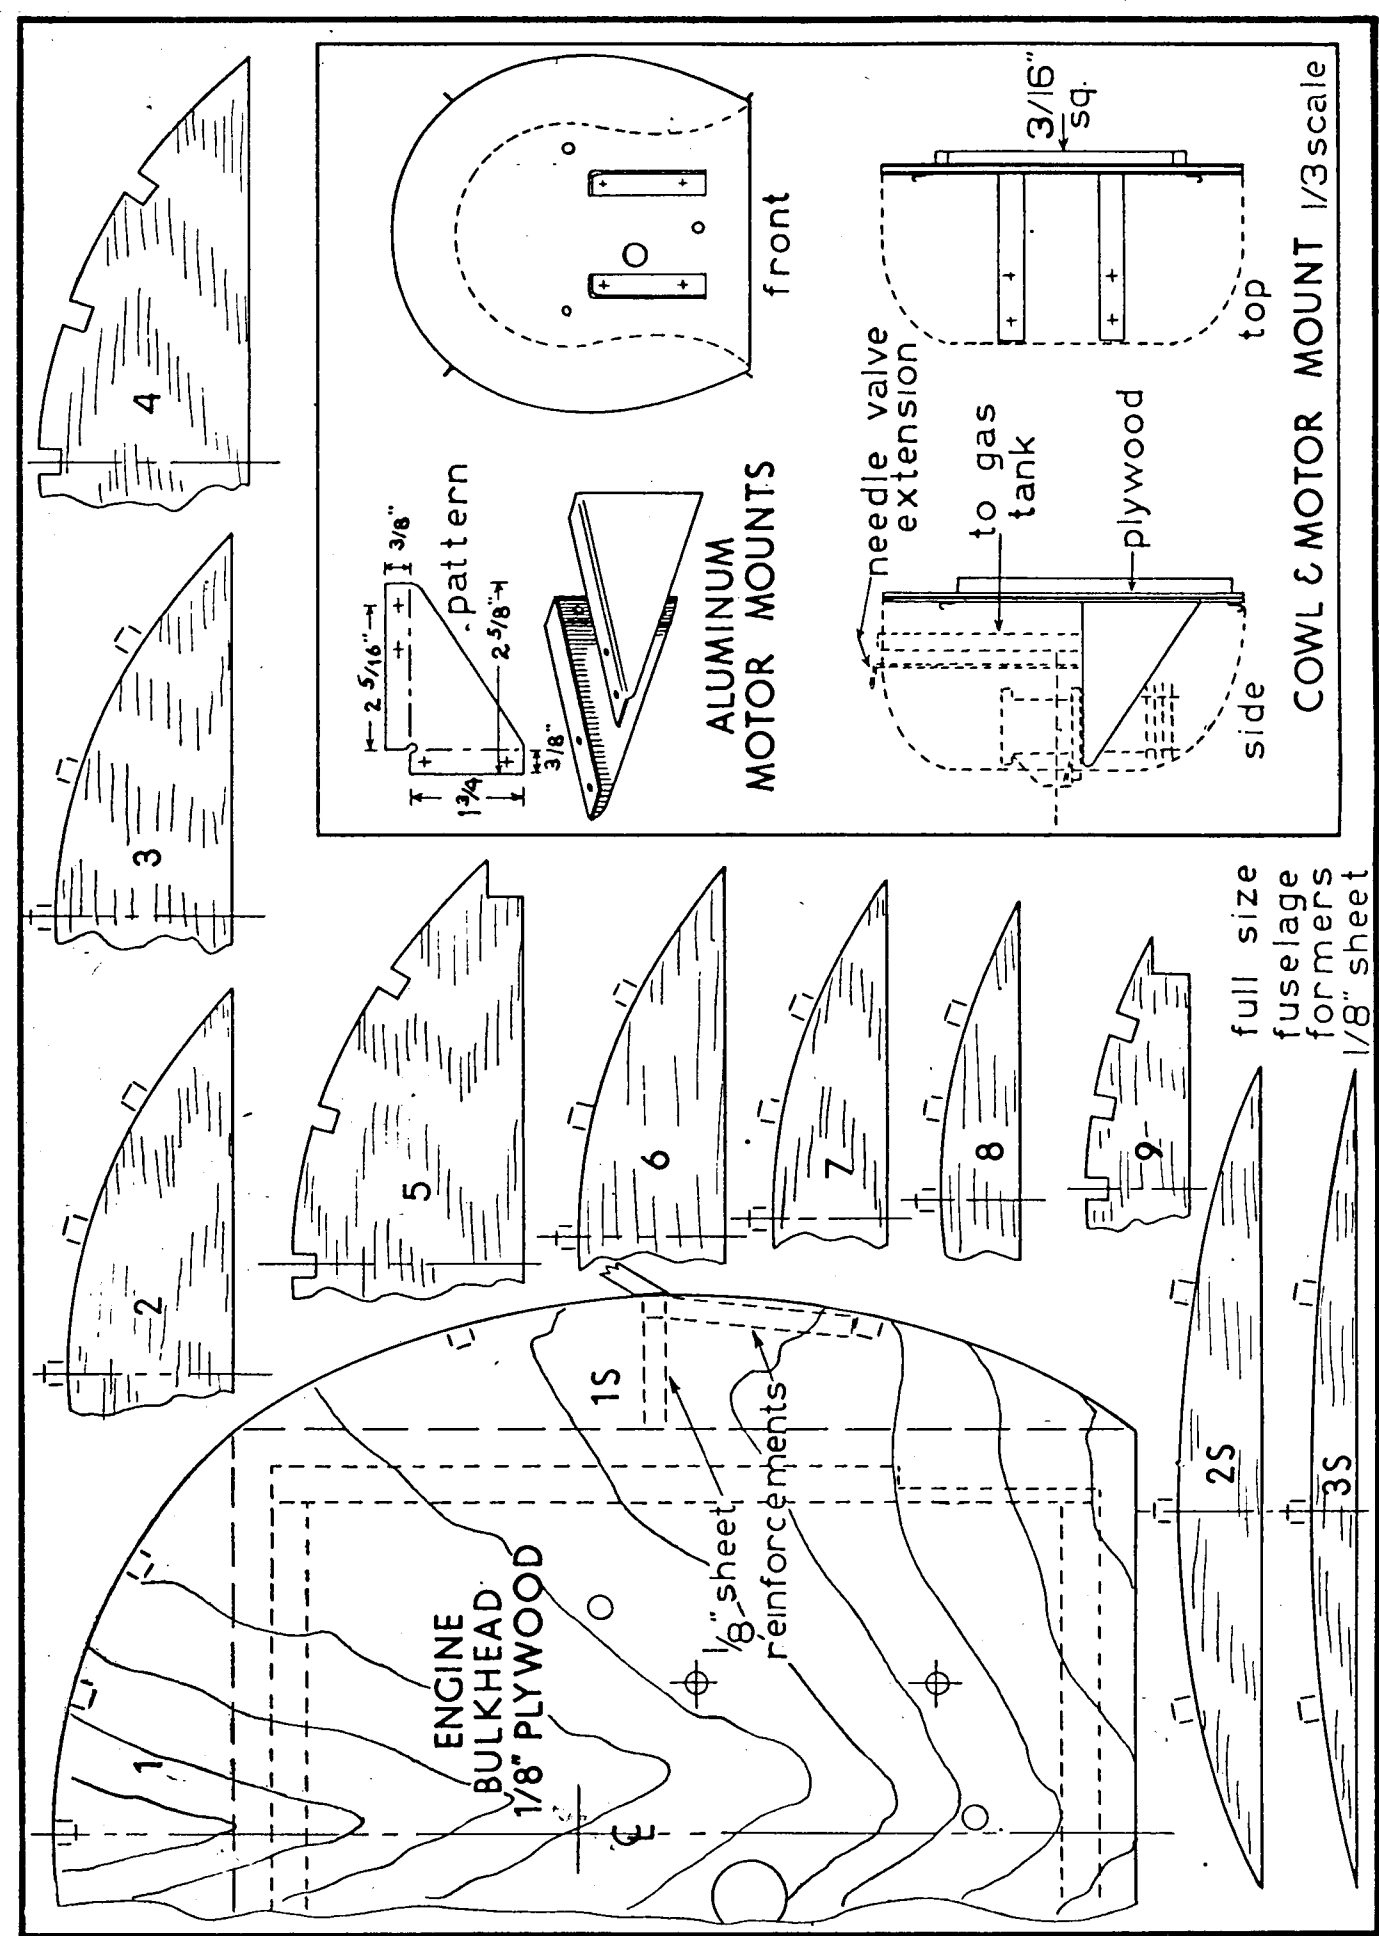 4
3
2
5
6
7
8
9
1
1S
2S
3S
ENGINE
BULKHEAD
1/8" PLYWOOD
℄
1/8" sheet
reinforcements
full size
fuselage
formers
1/8" sheet
pattern
2 5/16"
3/8"
2 5/8"
1 3/4
3/8"
ALUMINUM
MOTOR MOUNTS
front
needle valve
extension
to gas
tank
plywood
side
3/16"
sq.
top
COWL & MOTOR MOUNT 1/3 scale